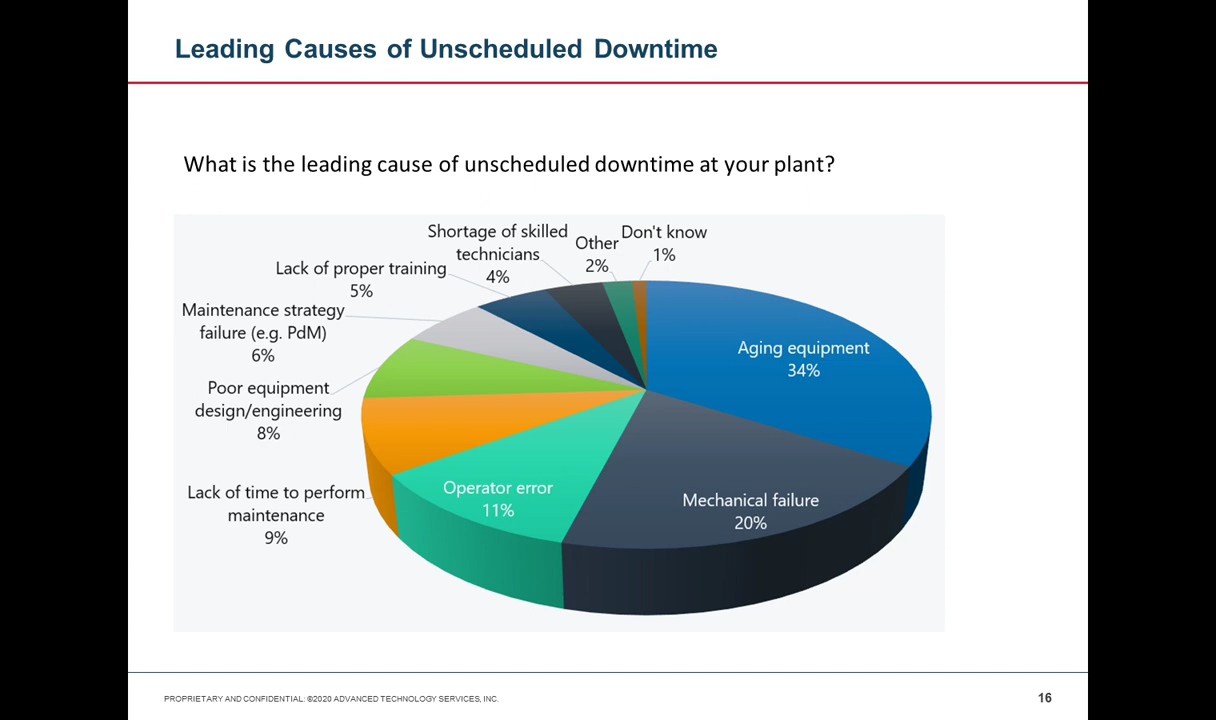 Leading Causes of Unscheduled Downtime
What is the leading cause of unscheduled downtime at your plant?
Shortage of skilled
technicians
4%
Other
2%
Don't know
1%
Lack of proper training
5%
Maintenance strategy
failure (e.g. PdM)
6%
Aging equipment
34%
Poor equipment
design/engineering
8%
Lack of time to perform
maintenance
9%
Operator error
11%
Mechanical failure
20%
PROPRIETARY AND CONFIDENTIAL: ©2020 ADVANCED TECHNOLOGY SERVICES, INC.
16